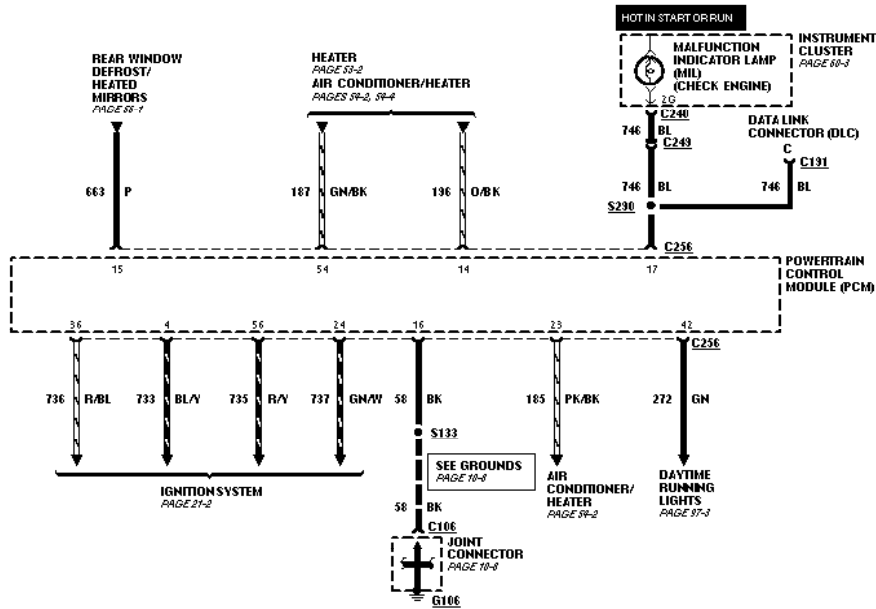 HOT IN START OR RUN
INSTRUMENT
CLUSTER
PAGE 60-3
MALFUNCTION
INDICATOR LAMP
(MIL)
(CHECK ENGINE)
2G
C240
REAR WINDOW
DEFROST/
HEATED
MIRRORS
PAGE 56-1
HEATER
PAGE 53-2
AIR CONDITIONER/HEATER
PAGES 54-2, 54-4
746 BL
C249
DATA LINK
CONNECTOR (DLC)
C
C191
663 P
187 GN/BK
196 O/BK
746 BL
746 BL
S290
C256
15 54 14 17
POWERTRAIN
CONTROL
MODULE (PCM)
36 4 56 24 16 23 42
C256
736 R/BL
733 BL/Y
735 R/Y
737 GN/W
58 BK
185 PK/BK
272 GN
S133
SEE GROUNDS
PAGE 10-6
IGNITION SYSTEM
PAGE 21-2
AIR
CONDITIONER/
HEATER
PAGE 54-2
DAYTIME
RUNNING
LIGHTS
PAGE 97-3
58 BK
C106
JOINT
CONNECTOR
PAGE 10-6
G106